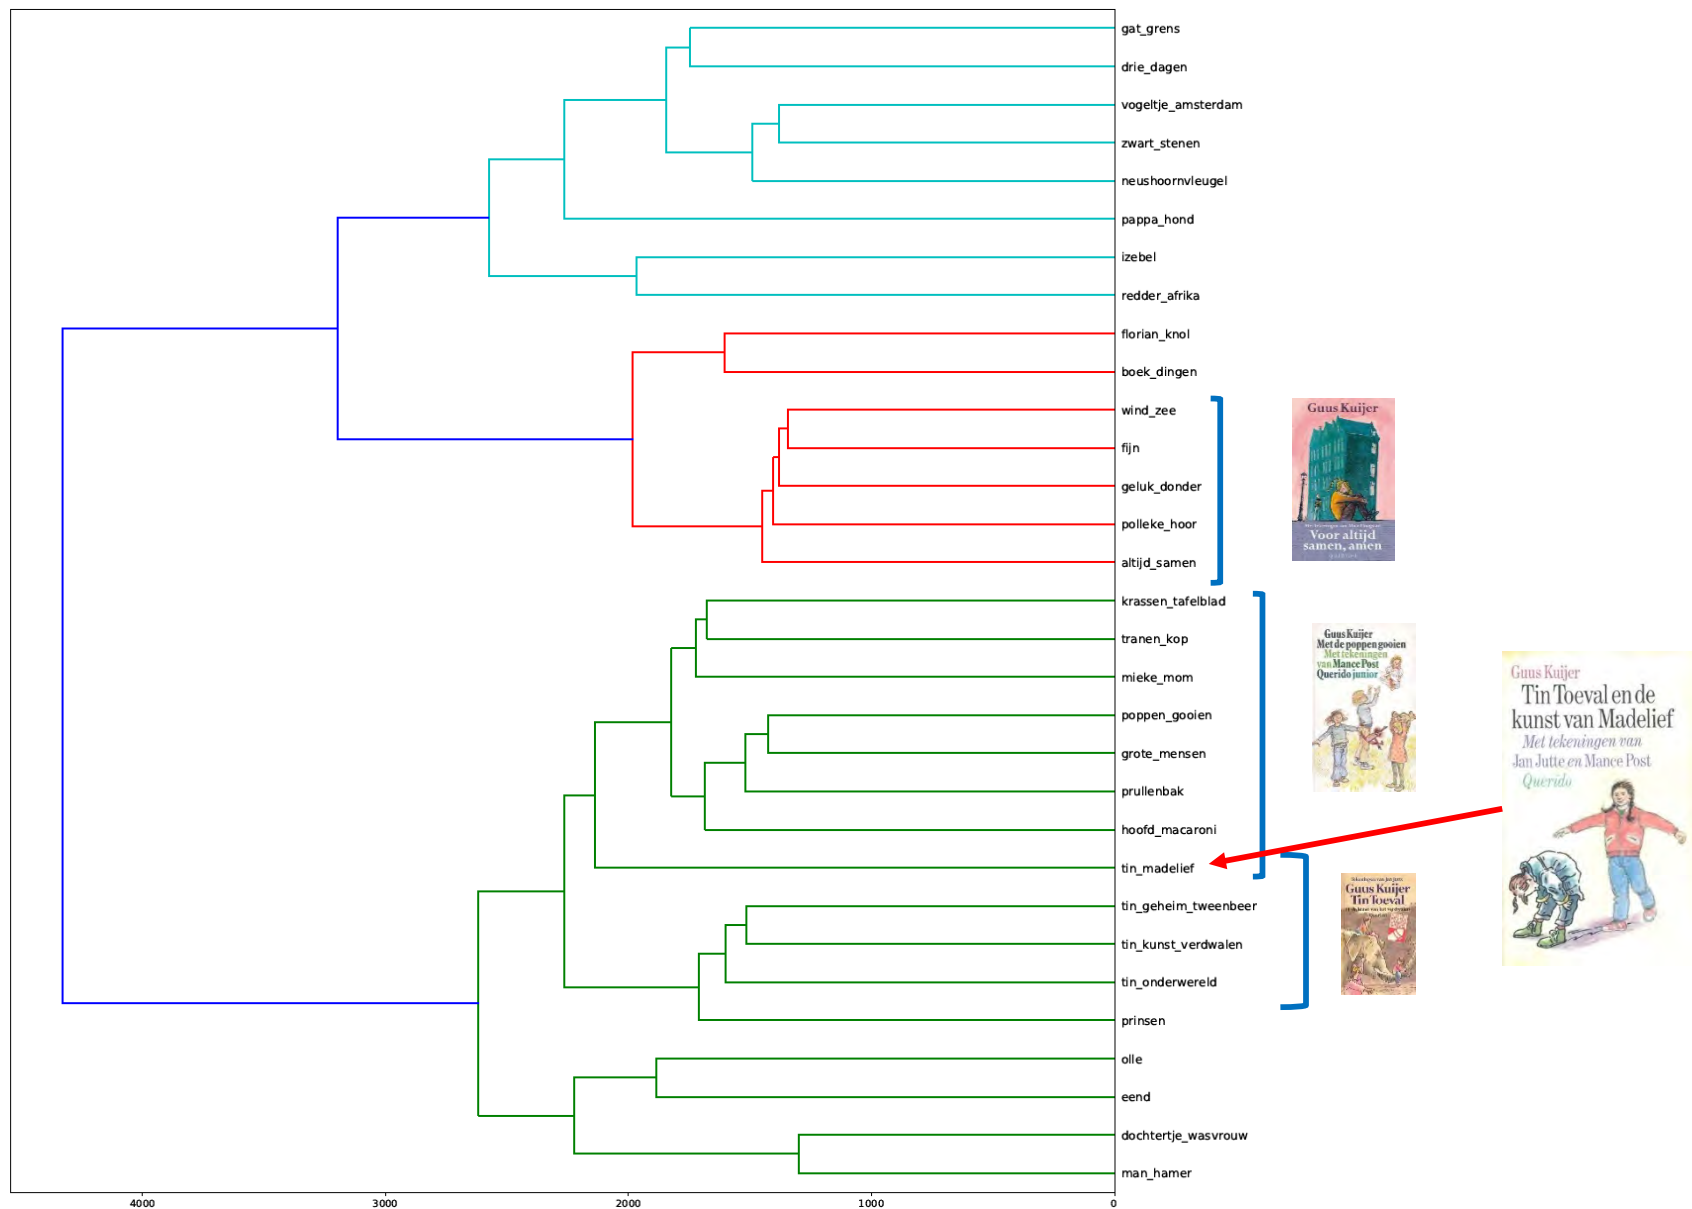 gat_grens
drie_dagen
vogeltje_amsterdam
zwart_stenen
neushoornvleugel
pappa_hond
izebel
redder_afrika
florian_knol
boek_dingen
wind_zee
fijn
geluk_donder
polleke_hoor
altijd_samen
krassen_tafelblad
tranen_kop
mieke_mom
poppen_gooien
grote_mensen
prullenbak
hoofd_macaroni
tin_madelief
tin_geheim_tweenbeer
tin_kunst_verdwalen
tin_onderwereld
prinsen
olle
eend
dochtertje_wasvrouw
man_hamer
4000 3000 2000 1000 0
Guus Kuijer
Voor altijd
samen, amen
Guus Kuijer
Met de poppen gooien
Met tekeningen
van Mance Post
Querido junior
Guus Kuijer
Tin Toeval
Guus Kuijer
Tin Toeval en de
kunst van Madelief
Met tekeningen van
Jan Jutte en Mance Post
Querido